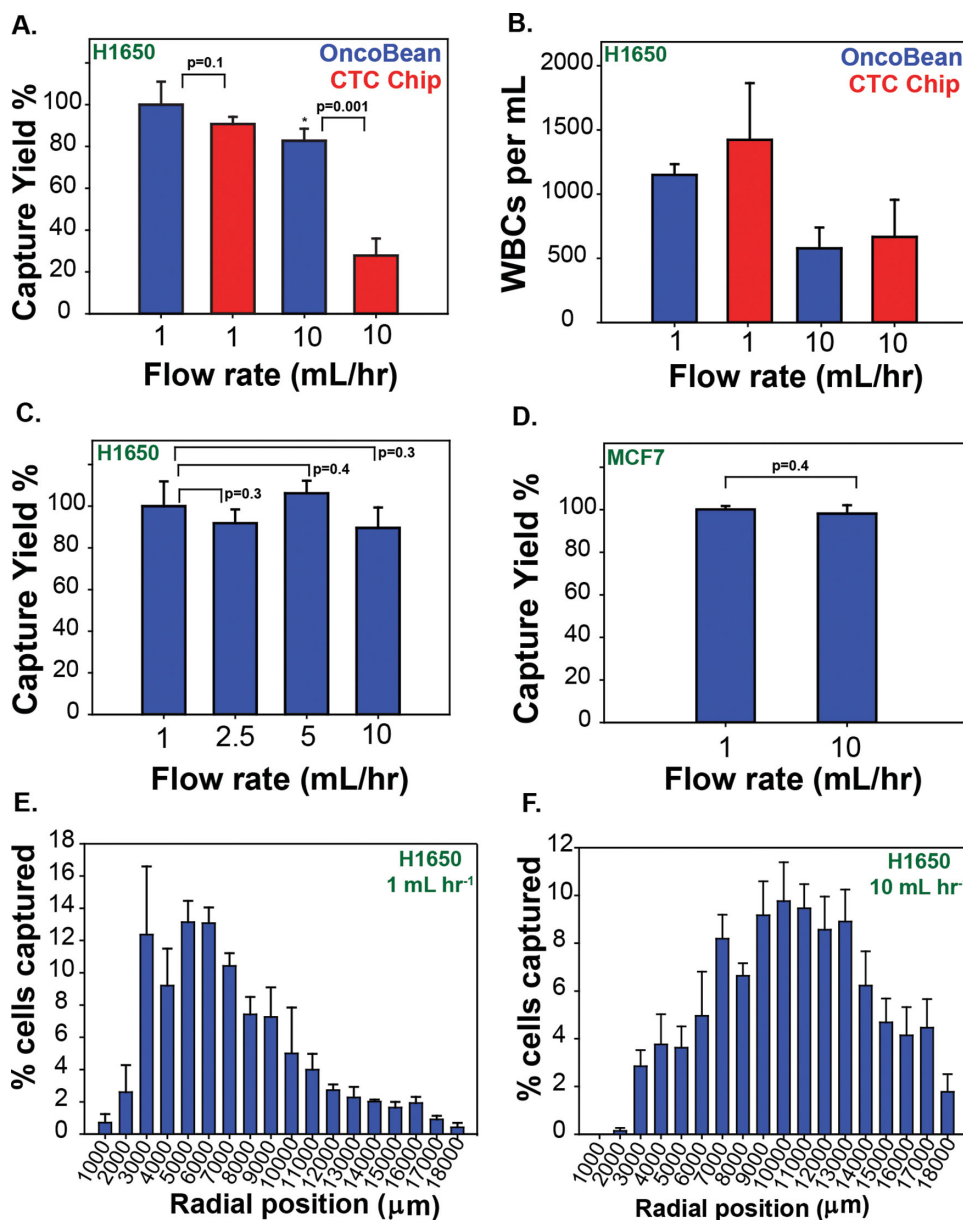 A.
H1650
OncoBean
CTC Chip
p=0.1
p=0.001
*
100
80
60
40
20
0
Capture Yield %
1 1 10 10
Flow rate (mL/hr)
B.
H1650
OncoBean
CTC Chip
2000
1500
1000
500
0
WBCs per mL
1 1 10 10
Flow rate (mL/hr)
C.
H1650
p=0.3
p=0.4
p=0.3
120
100
80
60
40
20
0
Capture Yield %
1 2.5 5 10
Flow rate (mL/hr)
D.
MCF7
p=0.4
120
100
80
60
40
20
0
Capture Yield %
1 10
Flow rate (mL/hr)
E.
H1650
1 mL hr-1
18
16
14
12
10
8
6
4
2
0
% cells captured
1000 2000 3000 4000 5000 6000 7000 8000 9000 10000 11000 12000 13000 14000 15000 16000 17000 18000
Radial position (μm)
F.
H1650
10 mL hr-
12
10
8
6
4
2
0
% cells captured
1000 2000 3000 4000 5000 6000 7000 8000 9000 10000 11000 12000 13000 14000 15000 16000 17000 18000
Radial position (μm)